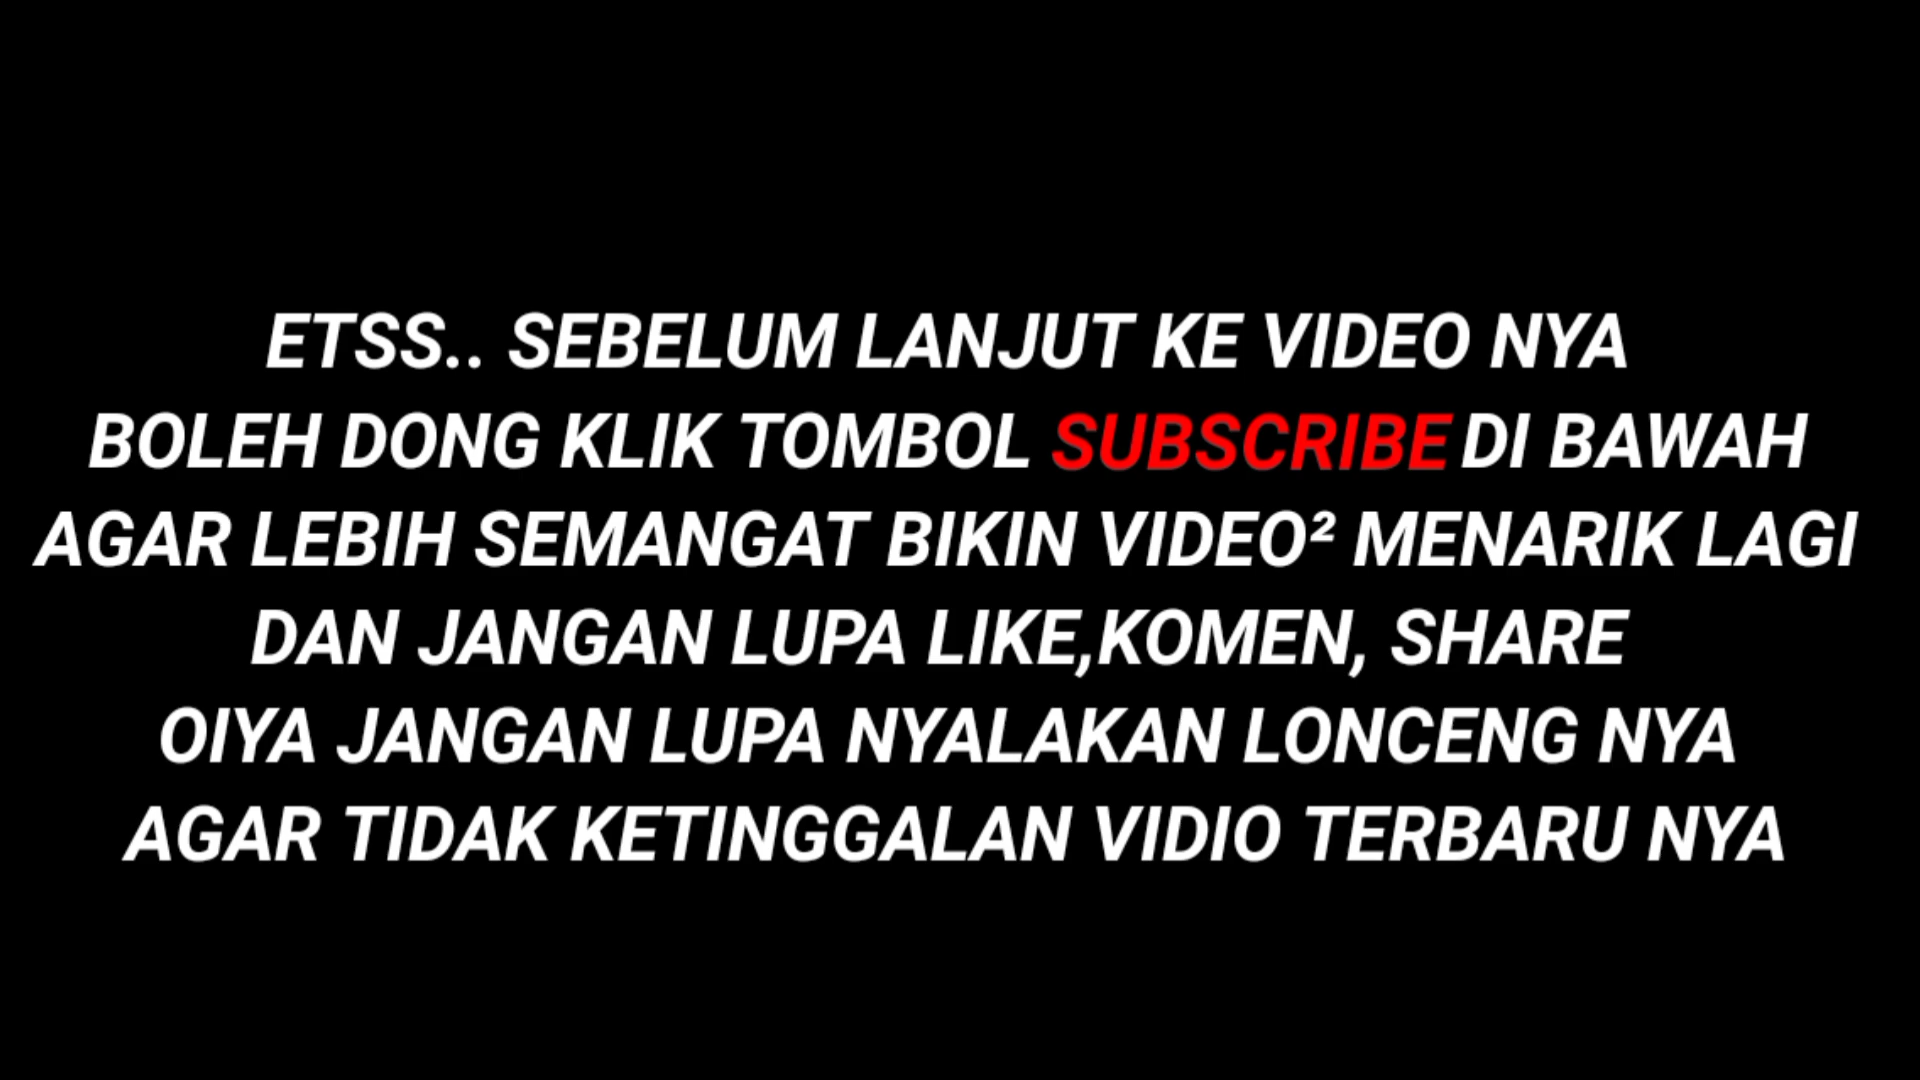 ETSS.. SEBELUM LANJUT KE VIDEO NYA
BOLEH DONG KLIK TOMBOL SUBSCRIBE DI BAWAH
AGAR LEBIH SEMANGAT BIKIN VIDEO² MENARIK LAGI
DAN JANGAN LUPA LIKE,KOMEN, SHARE
OIYA JANGAN LUPA NYALAKAN LONCENG NYA
AGAR TIDAK KETINGGALAN VIDIO TERBARU NYA